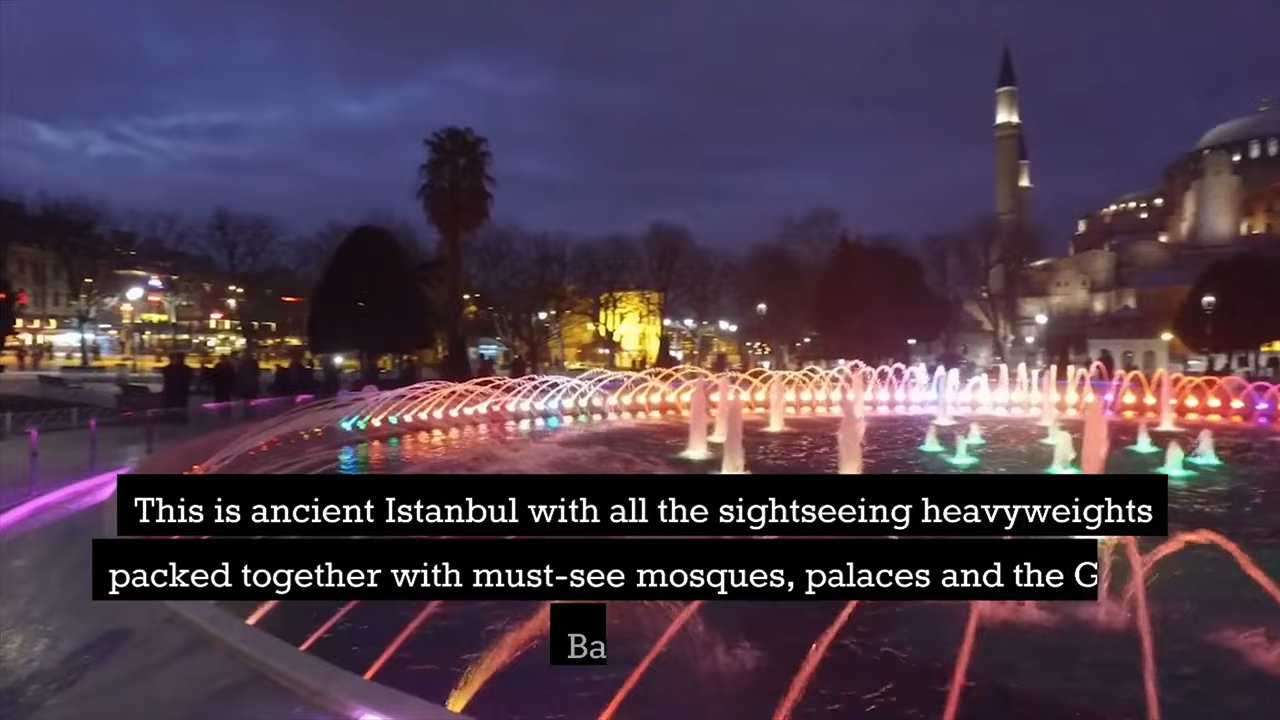 This is ancient Istanbul with all the sightseeing heavyweights
packed together with must-see mosques, palaces and the G
Ba